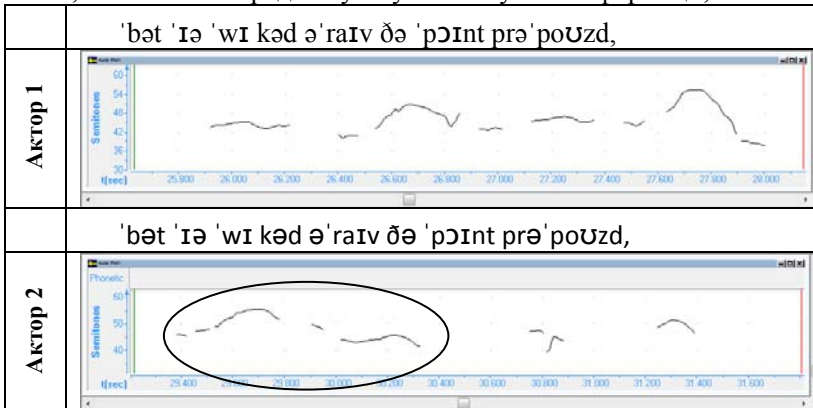 ˈbət ˈɪə ˈwɪ kəd əˈraɪv ðə ˈpɔɪnt prəˈpoʊzd,
Актор 1
Semitones
60
54
48
42
36
30
t[sec] 25.800 26.000 26.200 26.400 26.600 26.800 27.000 27.200 27.400 27.600 27.800 28.000
ˈbət ˈɪə ˈwɪ kəd əˈraɪv ðə ˈpɔɪnt prəˈpoʊzd,
Актор 2
Phonetic
Semitones
60
50
40
t[sec] 29.400 29.600 29.800 30.000 30.200 30.400 30.600 30.800 31.000 31.200 31.400 31.600